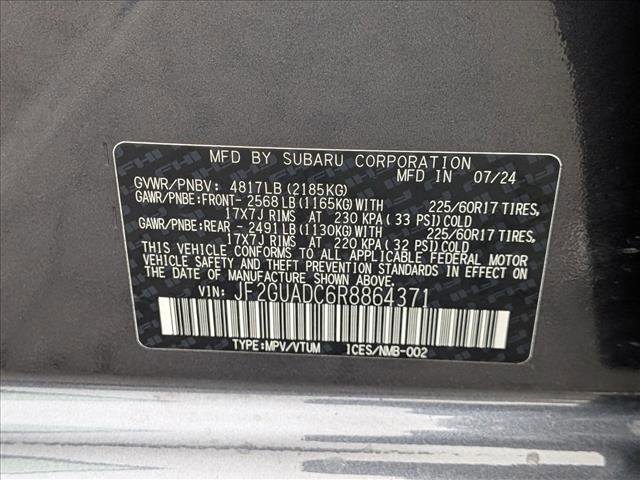 MFD BY SUBARU CORPORATION MFD IN 07/24
GVWR/PNBV: 4817LB(2185KG)
GAWR/PNBE:FRONT-2568LB(1165KG)WITH 225/60R17 TIRES,
17X7J RIMS AT 230 KPA(33 PSI)COLD
GAWR/PNBE:REAR -2491LB(1130KG)WITH 225/60R17 TIRES,
17X7J RIMS AT 220 KPA(32 PSI)COLD
THIS VEHICLE CONFORMS TO ALL APPLICABLE FEDERAL MOTOR
VEHICLE SAFETY AND THEFT PREVENTION STANDARDS IN EFFECT
ON THE DATE OF MANUFACTURE SHOWN ABOVE.
VIN: JF2GUADC6R8864371
TYPE:MPV/VTUM ICES/NMB-002